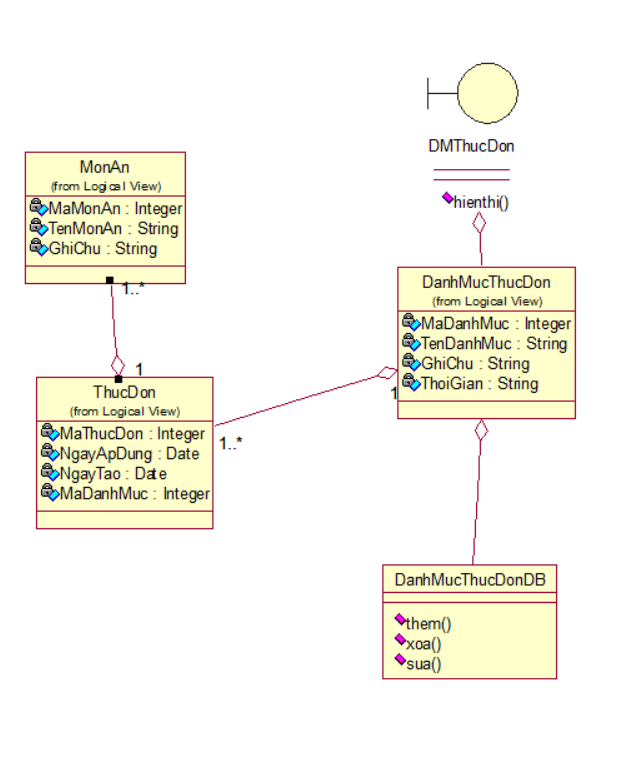 DMThucDon
hienthi()
MonAn
(from Logical View)
MaMonAn : Integer
TenMonAn : String
GhiChu : String
1..*
DanhMucThucDon
(from Logical View)
MaDanhMuc : Integer
TenDanhMuc : String
GhiChu : String
ThoiGian : String
1
1
ThucDon
(from Logical View)
MaThucDon : Integer
NgayApDung : Date
NgayTao : Date
MaDanhMuc : Integer
1..*
DanhMucThucDonDB
them()
xoa()
sua()